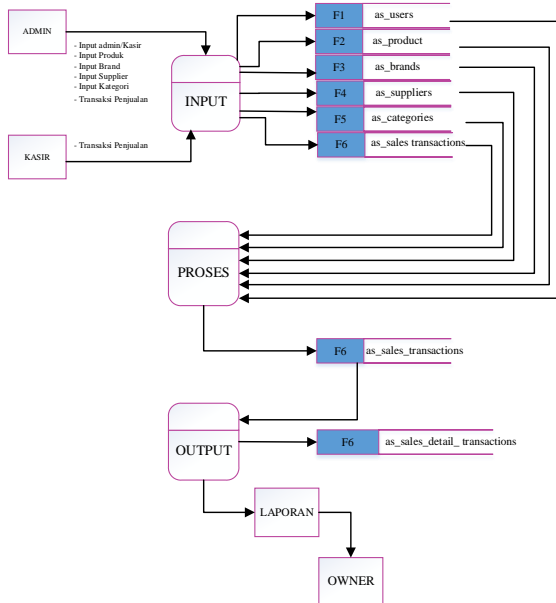 ADMIN
- Input admin/Kasir
- Input Produk
- Input Brand
- Input Supplier
- Input Kategori
- Transaksi Penjualan
KASIR
- Transaksi Penjualan
INPUT
F1 as_users
F2 as_product
F3 as_brands
F4 as_suppliers
F5 as_categories
F6 as_sales transactions
PROSES
F6 as_sales_transactions
OUTPUT
F6 as_sales_detail_ transactions
LAPORAN
OWNER